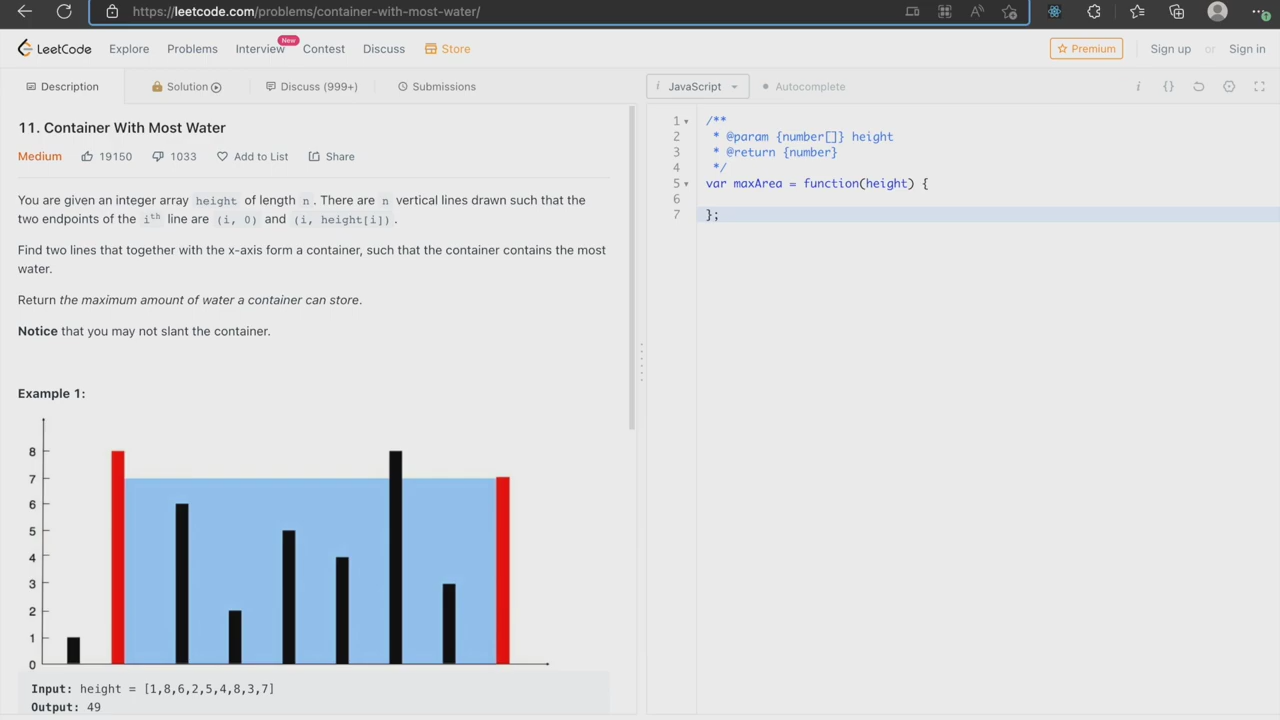 https://leetcode.com/problems/container-with-most-water/
LeetCode Explore Problems Interview New Contest Discuss Store Premium Sign up or Sign in
Description Solution Discuss (999+) Submissions
i JavaScript Autocomplete i {}
11. Container With Most Water
Medium 19150 1033 Add to List Share
You are given an integer array height of length n. There are n vertical lines drawn such that the
two endpoints of the ith line are (i, 0) and (i, height[i]).
Find two lines that together with the x-axis form a container, such that the container contains the most
water.
Return the maximum amount of water a container can store.
Notice that you may not slant the container.
Example 1:
8
7
6
5
4
3
2
1
0
Input: height = [1,8,6,2,5,4,8,3,7]
Output: 49
1 /**
2 * @param {number[]} height
3 * @return {number}
4 */
5 var maxArea = function(height) {
6
7 };